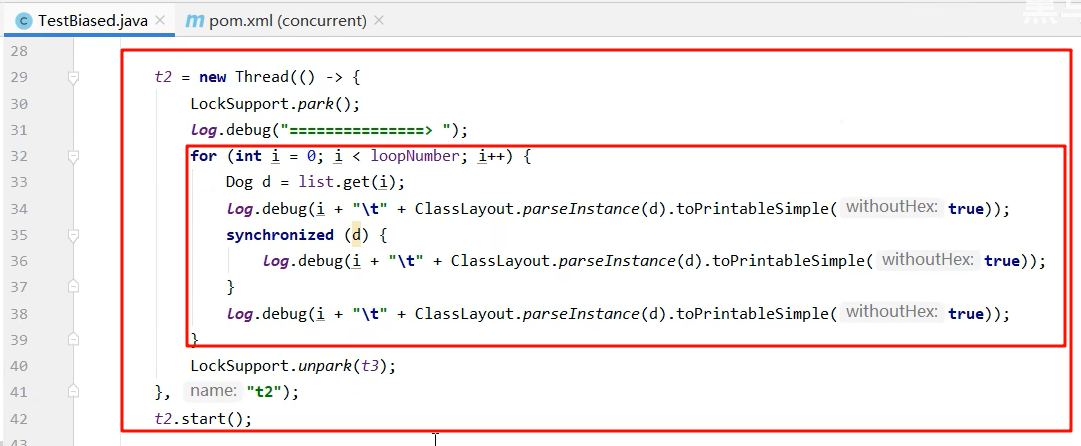 TestBiased.java × m pom.xml (concurrent) ×
28
29 t2 = new Thread(() -> {
30 LockSupport.park();
31 log.debug("===============> ");
32 for (int i = 0; i < loopNumber; i++) {
33 Dog d = list.get(i);
34 log.debug(i + "\t" + ClassLayout.parseInstance(d).toPrintableSimple( withoutHex: true));
35 synchronized (d) {
36 log.debug(i + "\t" + ClassLayout.parseInstance(d).toPrintableSimple( withoutHex: true));
37 }
38 log.debug(i + "\t" + ClassLayout.parseInstance(d).toPrintableSimple( withoutHex: true));
39 }
40 LockSupport.unpark(t3);
41 }, name: "t2");
42 t2.start();
43